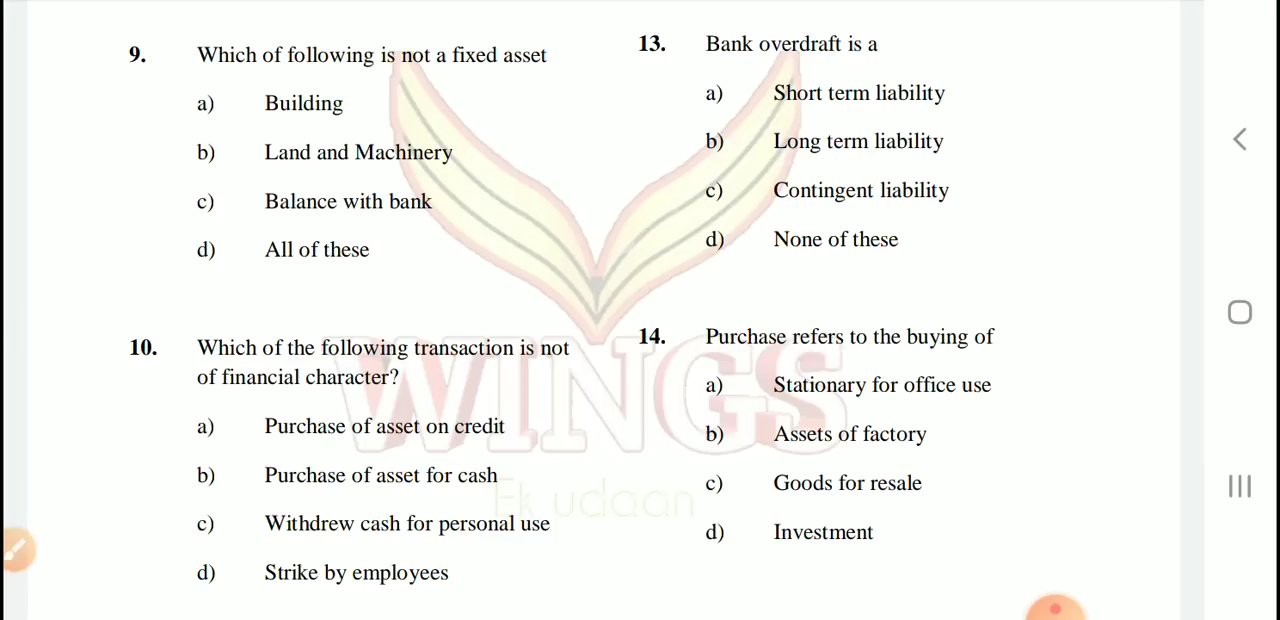 9. Which of following is not a fixed asset
a) Building
b) Land and Machinery
c) Balance with bank
d) All of these
10. Which of the following transaction is not
of financial character?
a) Purchase of asset on credit
b) Purchase of asset for cash
c) Withdrew cash for personal use
d) Strike by employees
13. Bank overdraft is a
a) Short term liability
b) Long term liability
c) Contingent liability
d) None of these
14. Purchase refers to the buying of
a) Stationary for office use
b) Assets of factory
c) Goods for resale
d) Investment
WINGS
Ek udaan